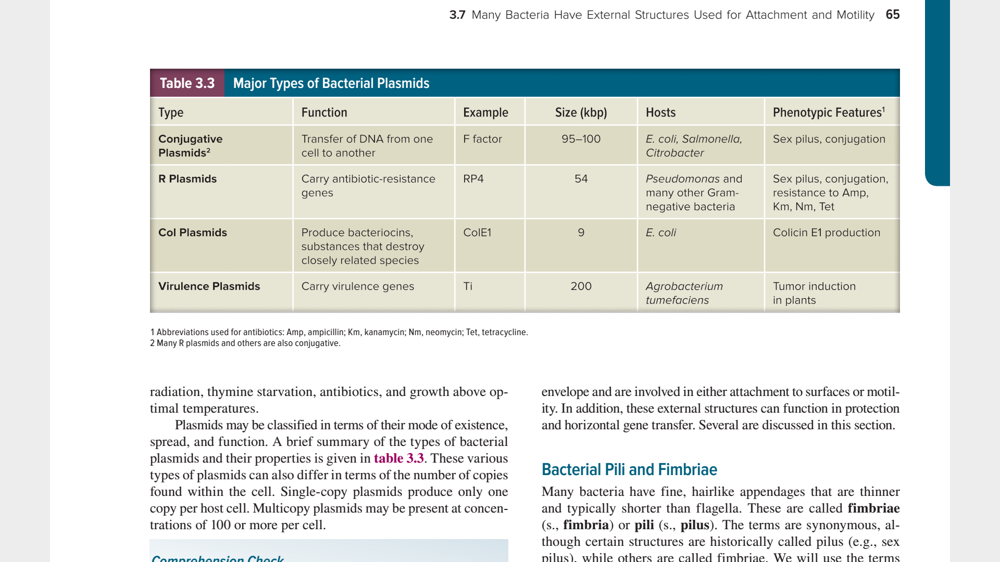 3.7 Many Bacteria Have External Structures Used for Attachment and Motility 65
Table 3.3 Major Types of Bacterial Plasmids
Type Function Example Size (kbp) Hosts Phenotypic Features¹
Conjugative Transfer of DNA from one F factor 95–100 E. coli, Salmonella, Sex pilus, conjugation
Plasmids² cell to another Citrobacter
R Plasmids Carry antibiotic-resistance RP4 54 Pseudomonas and Sex pilus, conjugation,
genes many other Gram- resistance to Amp,
negative bacteria Km, Nm, Tet
Col Plasmids Produce bacteriocins, ColE1 9 E. coli Colicin E1 production
substances that destroy
closely related species
Virulence Plasmids Carry virulence genes Ti 200 Agrobacterium Tumor induction
tumefaciens in plants
1 Abbreviations used for antibiotics: Amp, ampicillin; Km, kanamycin; Nm, neomycin; Tet, tetracycline.
2 Many R plasmids and others are also conjugative.
radiation, thymine starvation, antibiotics, and growth above op-
timal temperatures.
Plasmids may be classified in terms of their mode of existence,
spread, and function. A brief summary of the types of bacterial
plasmids and their properties is given in table 3.3. These various
types of plasmids can also differ in terms of the number of copies
found within the cell. Single-copy plasmids produce only one
copy per host cell. Multicopy plasmids may be present at concen-
trations of 100 or more per cell.
Comprehension Check
envelope and are involved in either attachment to surfaces or motil-
ity. In addition, these external structures can function in protection
and horizontal gene transfer. Several are discussed in this section.
Bacterial Pili and Fimbriae
Many bacteria have fine, hairlike appendages that are thinner
and typically shorter than flagella. These are called fimbriae
(s., fimbria) or pili (s., pilus). The terms are synonymous, al-
though certain structures are historically called pilus (e.g., sex
pilus), while others are called fimbriae. We will use the terms